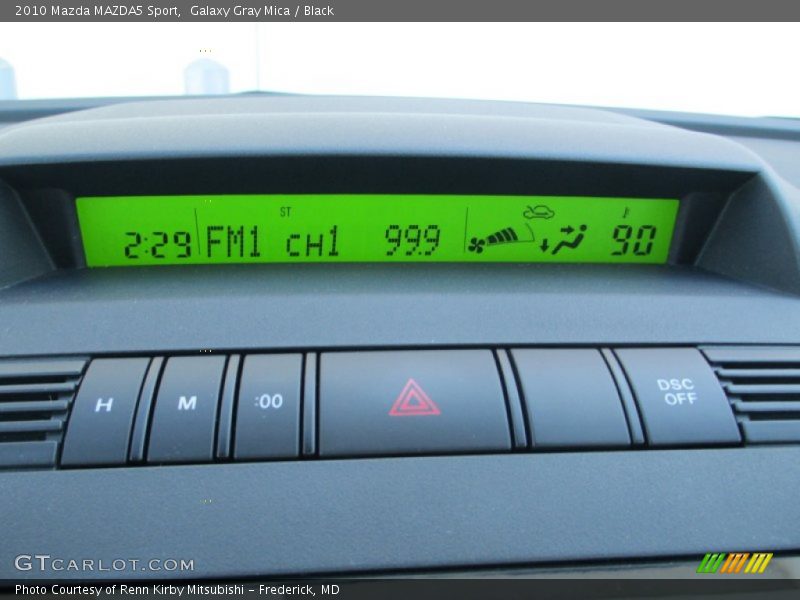 2010 Mazda MAZDA5 Sport,  Galaxy Gray Mica / Black
ST
2:29 FM1 CH1 99.9 90
H M :00 DSC OFF
GTCARLOT.COM
Photo Courtesy of Renn Kirby Mitsubishi – Frederick, MD